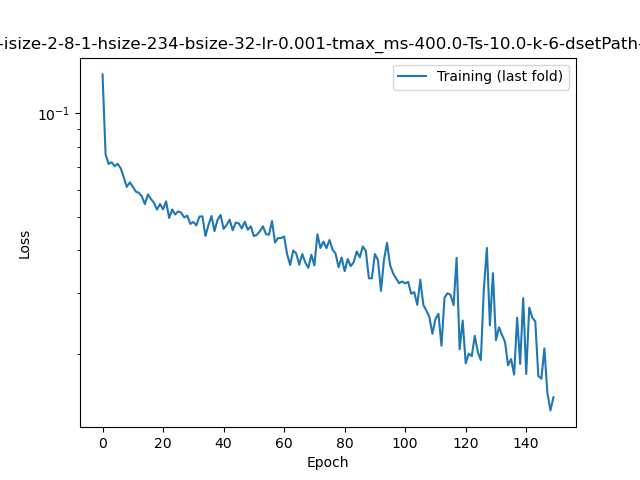 -isize-2-8-1-hsize-234-bsize-32-lr-0.001-tmax_ms-400.0-Ts-10.0-k-6-dsetPath-
Training (last fold)
10⁻¹
Loss
0 20 40 60 80 100 120 140
Epoch